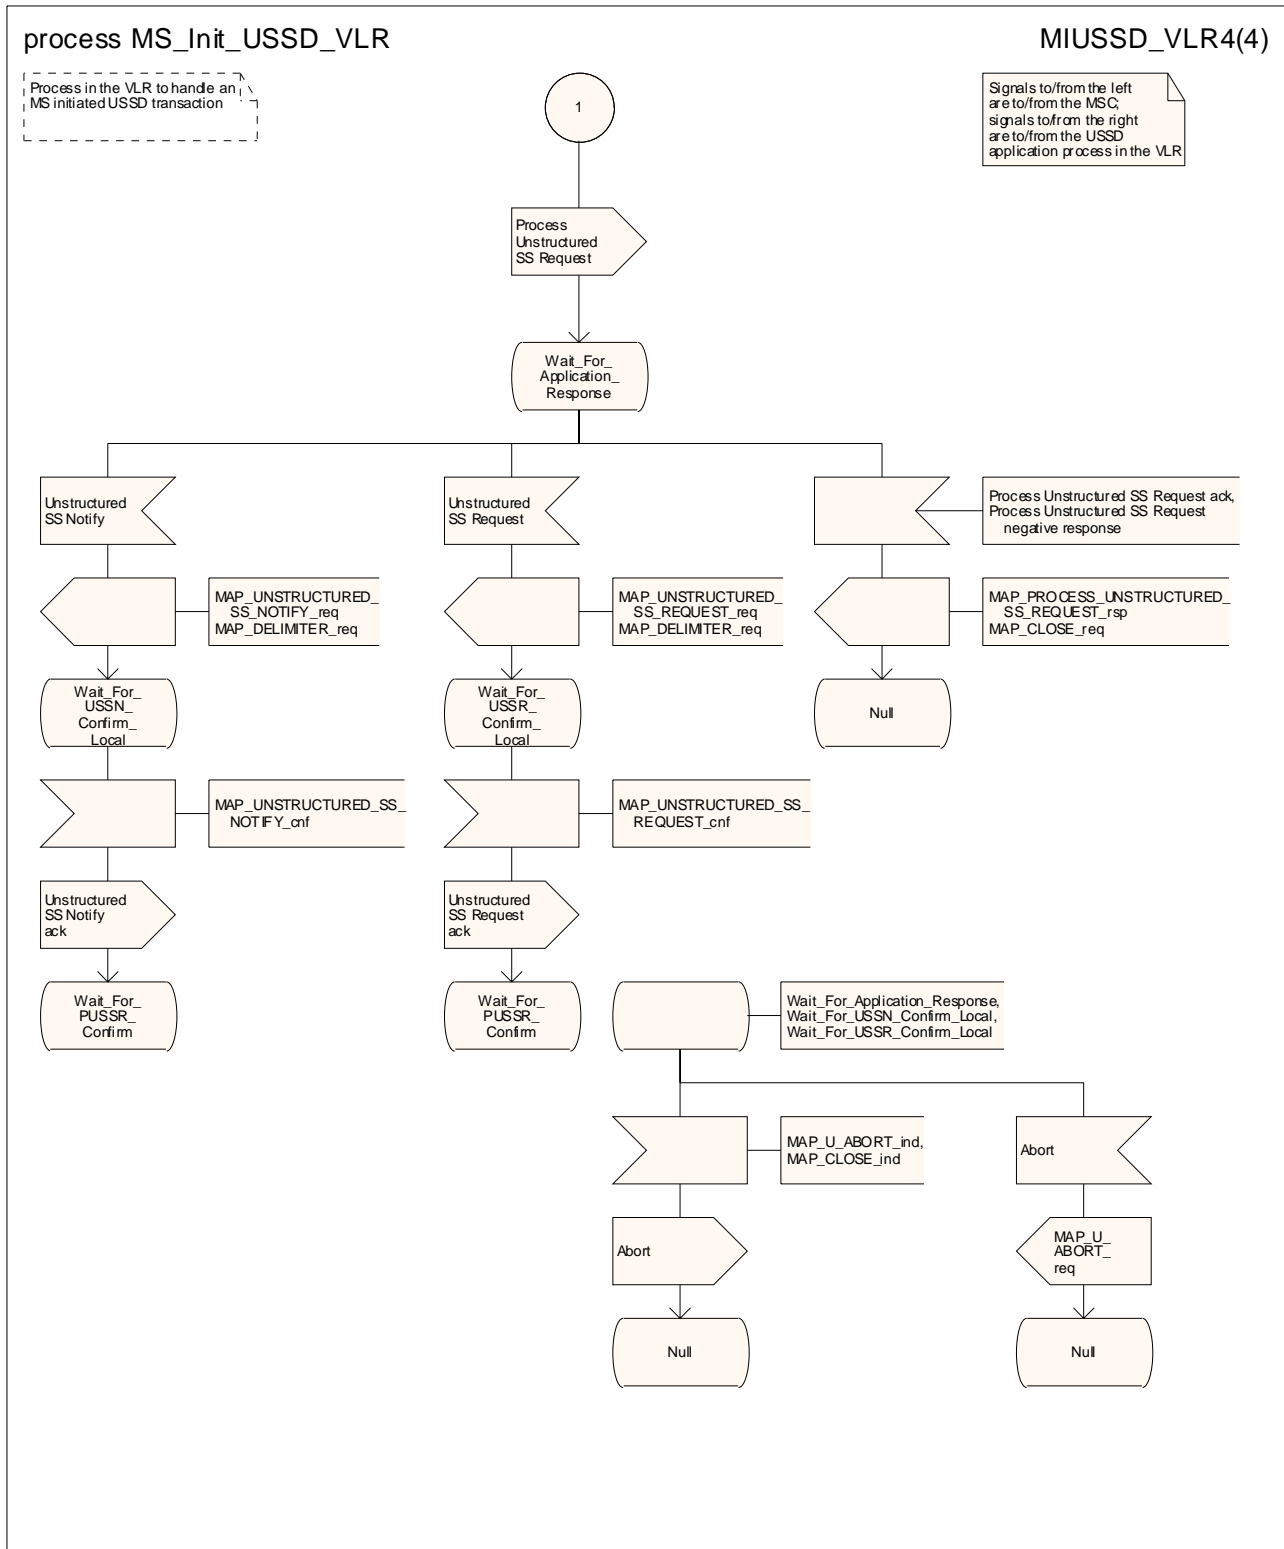 process MS_Init_USSD_VLR
MIUSSD_VLR4(4)
Process in the VLR to handle an
MS initiated USSD transaction
Signals to/from the left
are to/from the MSC;
signals to/from the right
are to/from the USSD
application process in the VLR
1
Process
Unstructured
SS Request
Wait_For_
Application_
Response
Unstructured
SS Notify
Unstructured
SS Request
Process Unstructured SS Request ack,
Process Unstructured SS Request
negative response
MAP_UNSTRUCTURED_
SS_NOTIFY_req
MAP_DELIMITER_req
MAP_UNSTRUCTURED_
SS_REQUEST_req
MAP_DELIMITER_req
MAP_PROCESS_UNSTRUCTURED_
SS_REQUEST_rsp
MAP_CLOSE_req
Wait_For_
USSN_
Confirm_
Local
Wait_For_
USSR_
Confirm_
Local
Null
MAP_UNSTRUCTURED_SS_
NOTIFY_cnf
MAP_UNSTRUCTURED_SS_
REQUEST_cnf
Unstructured
SS Notify
ack
Unstructured
SS Request
ack
Wait_For_
PUSSR_
Confirm
Wait_For_
PUSSR_
Confirm
Wait_For_Application_Response,
Wait_For_USSN_Confirm_Local,
Wait_For_USSR_Confirm_Local
MAP_U_ABORT_ind,
MAP_CLOSE_ind
Abort
Abort
MAP_U_
ABORT_
req
Null
Null